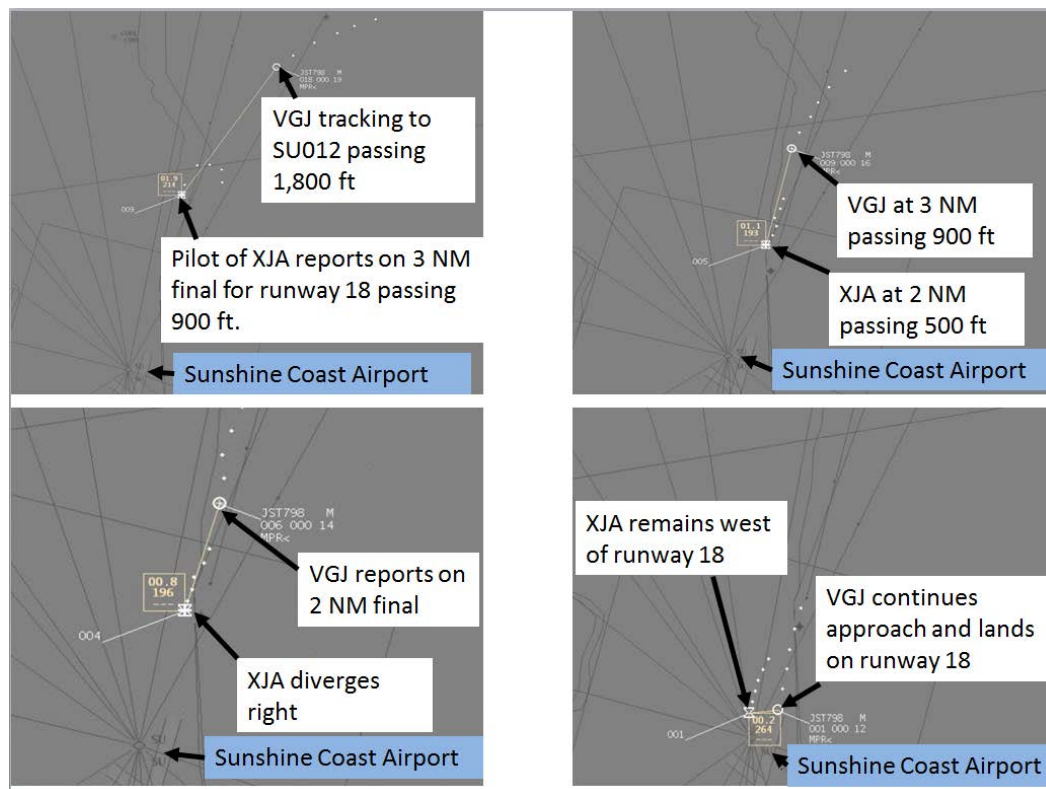 JST798 M
018 000 19
MPR<
VGJ tracking to
SU012 passing
1,800 ft
01.9
214
009
Pilot of XJA reports on 3 NM
final for runway 18 passing
900 ft.
Sunshine Coast Airport
JST798 M
009 000 16
MPR<
VGJ at 3 NM
passing 900 ft
01.1
193
005
XJA at 2 NM
passing 500 ft
Sunshine Coast Airport
JST798 M
006 000 14
MPR<
VGJ reports on
2 NM final
00.8
196
004
XJA diverges
right
SU
SU
Sunshine Coast Airport
XJA remains west
of runway 18
VGJ continues
approach and lands
on runway 18
00.2
264
001
JST798 M
001 000 12
MPR<
Sunshine Coast Airport